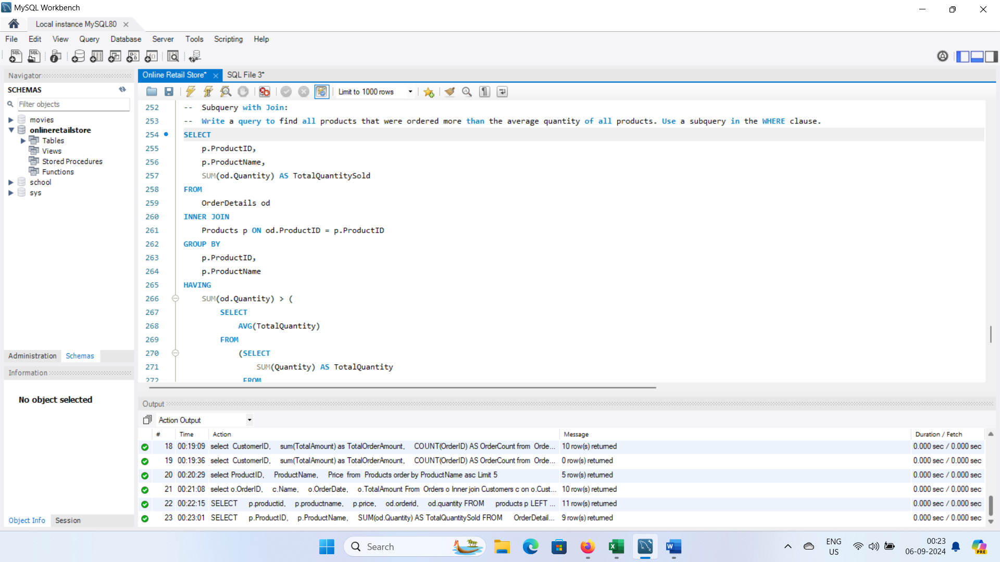 MySQL Workbench
Local instance MySQL80
File Edit View Query Database Server Tools Scripting Help
Navigator
SCHEMAS
Filter objects
movies
onlineretailstore
Tables
Views
Stored Procedures
Functions
school
sys
Administration Schemas
Information
No object selected
Object Info Session
Online Retail Store* SQL File 3*
Limit to 1000 rows
252 -- Subquery with Join:
253 -- Write a query to find all products that were ordered more than the average quantity of all products. Use a subquery in the WHERE clause.
254 SELECT
255 p.ProductID,
256 p.ProductName,
257 SUM(od.Quantity) AS TotalQuantitySold
258 FROM
259 OrderDetails od
260 INNER JOIN
261 Products p ON od.ProductID = p.ProductID
262 GROUP BY
263 p.ProductID,
264 p.ProductName
265 HAVING
266 SUM(od.Quantity) > (
267 SELECT
268 AVG(TotalQuantity)
269 FROM
270 (SELECT
271 SUM(Quantity) AS TotalQuantity
272 FROM
Output
Action Output
# Time Action Message Duration / Fetch
18 00:19:09 select CustomerID, sum(TotalAmount) as TotalOrderAmount, COUNT(OrderID) AS OrderCount from Orde... 10 row(s) returned 0.000 sec / 0.000 sec
19 00:19:36 select CustomerID, sum(TotalAmount) as TotalOrderAmount, COUNT(OrderID) AS OrderCount from Orde... 0 row(s) returned 0.000 sec / 0.000 sec
20 00:20:29 select ProductID, ProductName, Price from Products order by ProductName asc Limit 5 5 row(s) returned 0.000 sec / 0.000 sec
21 00:21:08 select o.OrderID, c.Name, o.OrderDate, o.TotalAmount From Orders o Inner join Customers c on o.Cust... 10 row(s) returned 0.000 sec / 0.000 sec
22 00:22:15 SELECT p.productid, p.productname, p.price, od.orderid, od.quantity FROM products p LEFT ... 11 row(s) returned 0.000 sec / 0.000 sec
23 00:23:01 SELECT p.ProductID, p.ProductName, SUM(od.Quantity) AS TotalQuantitySold FROM OrderDetail... 9 row(s) returned 0.000 sec / 0.000 sec
Search
ENG
US
00:23
06-09-2024
PRE